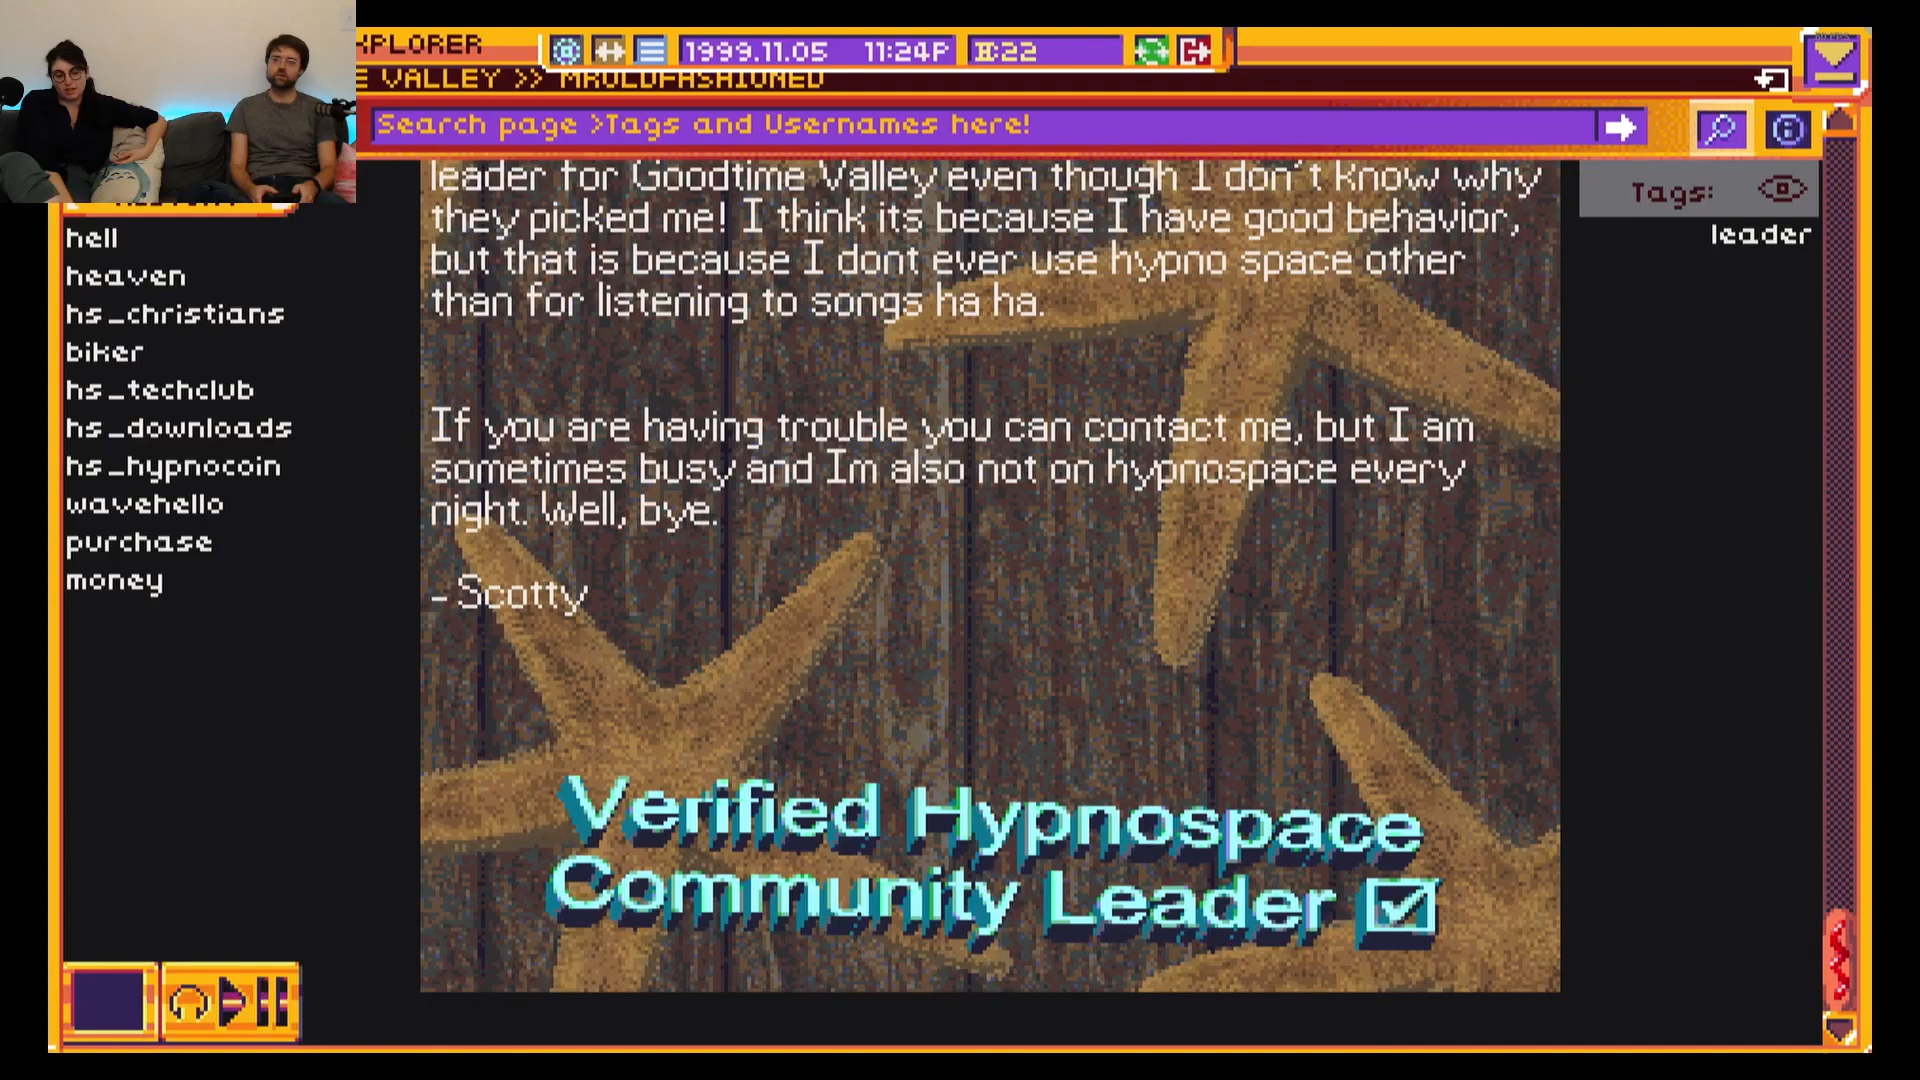 XPLORER
1999.11.05 11:24P
:22
E VALLEY >> MROLDFASHIONED
Search page >Tags and Usernames here!
leader for Goodtime Valley even though I don't know why
they picked me! I think its because I have good behavior,
but that is because I dont ever use hypno space other
than for listening to songs ha ha.
If you are having trouble you can contact me, but I am
sometimes busy and Im also not on hypnospace every
night. Well, bye.
- Scotty
Verified Hypnospace
Community Leader
hell
heaven
hs_christians
biker
hs_techclub
hs_downloads
hs_hypnocoin
wavehello
purchase
money
Tags:
leader